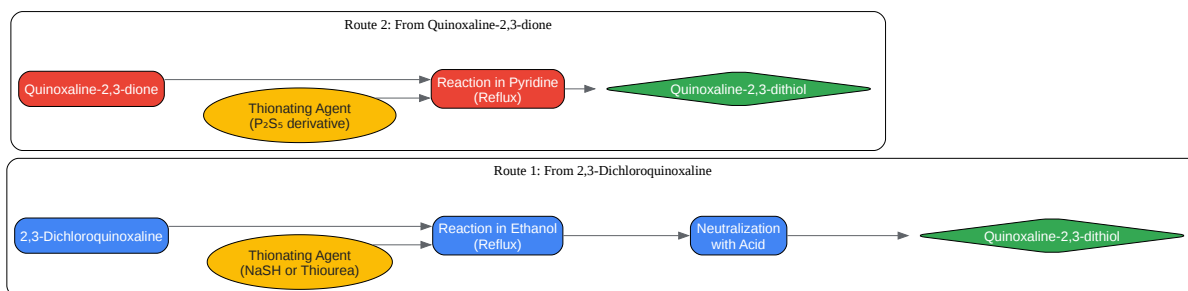 Route 2: From Quinoxaline-2,3-dione
Quinoxaline-2,3-dione
Thionating Agent
(P₂S₅ derivative)
Reaction in Pyridine
(Reflux)
Quinoxaline-2,3-dithiol
Route 1: From 2,3-Dichloroquinoxaline
2,3-Dichloroquinoxaline
Thionating Agent
(NaSH or Thiourea)
Reaction in Ethanol
(Reflux)
Neutralization
with Acid
Quinoxaline-2,3-dithiol